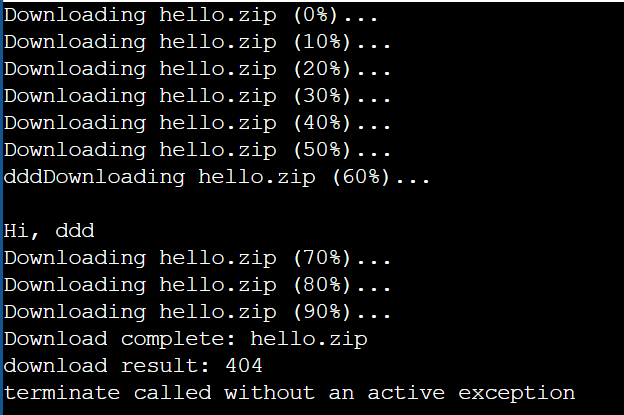 Downloading hello.zip (0%)...
Downloading hello.zip (10%)...
Downloading hello.zip (20%)...
Downloading hello.zip (30%)...
Downloading hello.zip (40%)...
Downloading hello.zip (50%)...
dddDownloading hello.zip (60%)...
Hi, ddd
Downloading hello.zip (70%)...
Downloading hello.zip (80%)...
Downloading hello.zip (90%)...
Download complete: hello.zip
download result: 404
terminate called without an active exception